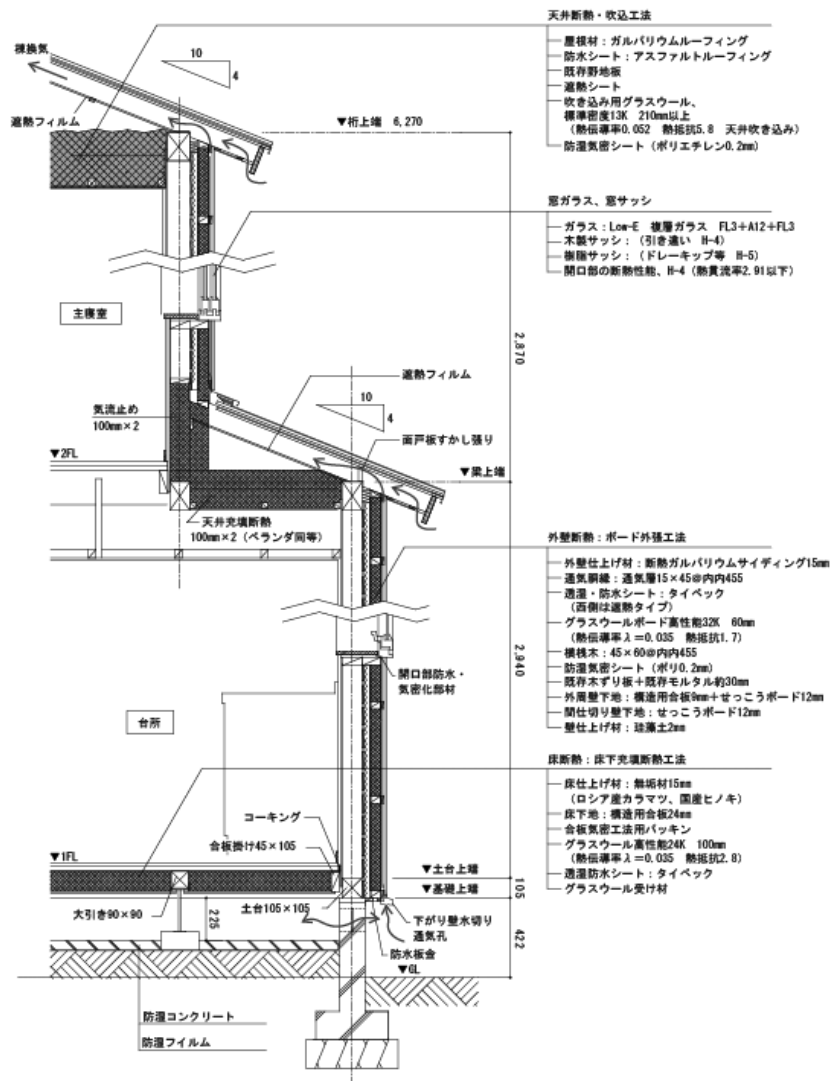 天井断熱・吹込工法
屋根材：ガルバリウムルーフィング
防水シート：アスファルトルーフィング
既存野地板
遮熱シート
吹き込み用グラスウール、
標準密度13K 210mm以上
（熱伝導率0.052 熱抵抗5.8 天井吹き込み）
防湿気密シート（ポリエチレン0.2mm）
棟換気
10
4
遮熱フィルム
▼桁上端 6,270
窓ガラス、窓サッシ
ガラス：Low-E 複層ガラス FL3＋A12＋FL3
木製サッシ：（引き違い H-4）
樹脂サッシ：（ドレーキップ等 H-5）
開口部の断熱性能、H-4（熱貫流率2.91以下）
主寝室
2,870
遮熱フィルム
10
4
気流止め
100mm×2
面戸板すかし張り
▼2FL
▼梁上端
天井充填断熱
100mm×2（ベランダ同等）
外壁断熱：ボード外張工法
外壁仕上げ材：断熱ガルバリウムサイディング15mm
通気胴縁：通気層15×45@内内455
透湿・防水シート：タイベック
（西側は遮熱タイプ）
グラスウールボード高性能32K 60mm
（熱伝導率λ＝0.035 熱抵抗1.7）
横桟木：45×60@内内455
防湿気密シート（ポリ0.2mm）
既存木ずり板＋既存モルタル約30mm
外周壁下地：構造用合板9mm＋せっこうボード12mm
間仕切り壁下地：せっこうボード12mm
壁仕上げ材：珪藻土2mm
2,940
開口部防水・
気密化部材
台所
床断熱：床下充填断熱工法
床仕上げ材：無垢材15mm
（ロシア産カラマツ、国産ヒノキ）
床下地：構造用合板24mm
合板気密工法用パッキン
グラスウール高性能24K 100mm
（熱伝導率λ＝0.035 熱抵抗2.8）
透湿防水シート：タイベック
グラスウール受け材
コーキング
合板掛け45×105
▼1FL
▼土台上端
▼基礎上端
105
大引き90×90
土台105×105
225
下がり壁水切り
通気孔
防水板金
422
▼GL
防湿コンクリート
防湿フイルム